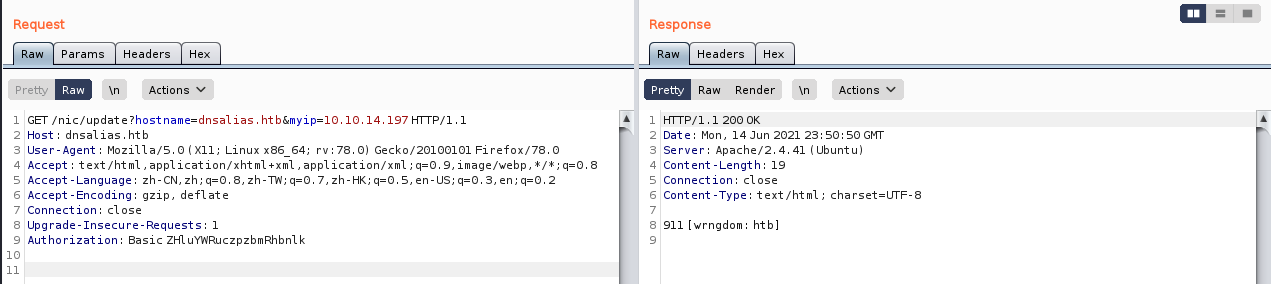 Request
Raw Params Headers Hex
Pretty Raw \n Actions
1 GET /nic/update?hostname=dnsalias.htb&myip=10.10.14.197 HTTP/1.1
2 Host: dnsalias.htb
3 User-Agent: Mozilla/5.0 (X11; Linux x86_64; rv:78.0) Gecko/20100101 Firefox/78.0
4 Accept: text/html,application/xhtml+xml,application/xml;q=0.9,image/webp,*/*;q=0.8
5 Accept-Language: zh-CN,zh;q=0.8,zh-TW;q=0.7,zh-HK;q=0.5,en-US;q=0.3,en;q=0.2
6 Accept-Encoding: gzip, deflate
7 Connection: close
8 Upgrade-Insecure-Requests: 1
9 Authorization: Basic ZHluYWRuczpzbmRhbnlk
10
11
Response
Raw Headers Hex
Pretty Raw Render \n Actions
1 HTTP/1.1 200 OK
2 Date: Mon, 14 Jun 2021 23:50:50 GMT
3 Server: Apache/2.4.41 (Ubuntu)
4 Content-Length: 19
5 Connection: close
6 Content-Type: text/html; charset=UTF-8
7
8 911 [wrngdom: htb]
9